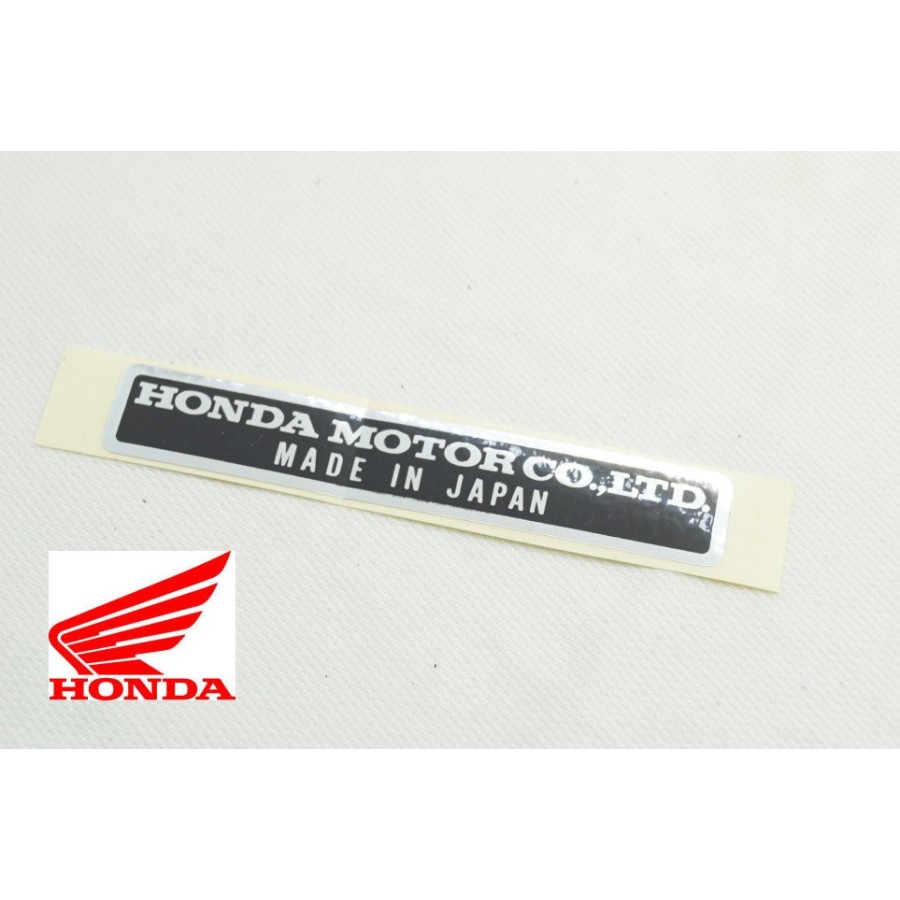 HONDA MOTOR CO., LTD.
MADE IN JAPAN
HONDA